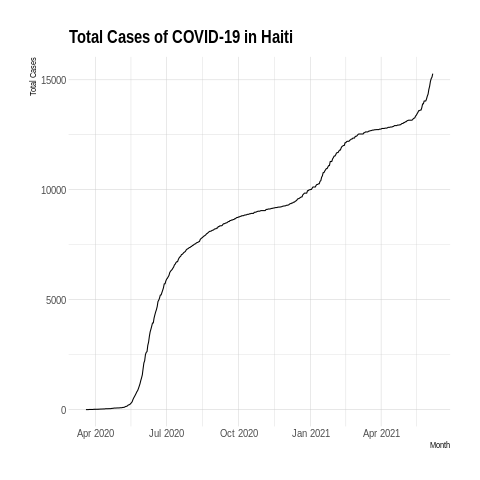 Total Cases of COVID-19 in Haiti
Total Cases
15000
10000
5000
0
Apr 2020 Jul 2020 Oct 2020 Jan 2021 Apr 2021
Month